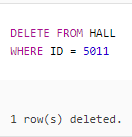 DELETE FROM HALL
WHERE ID = 5011
1 row(s) deleted.